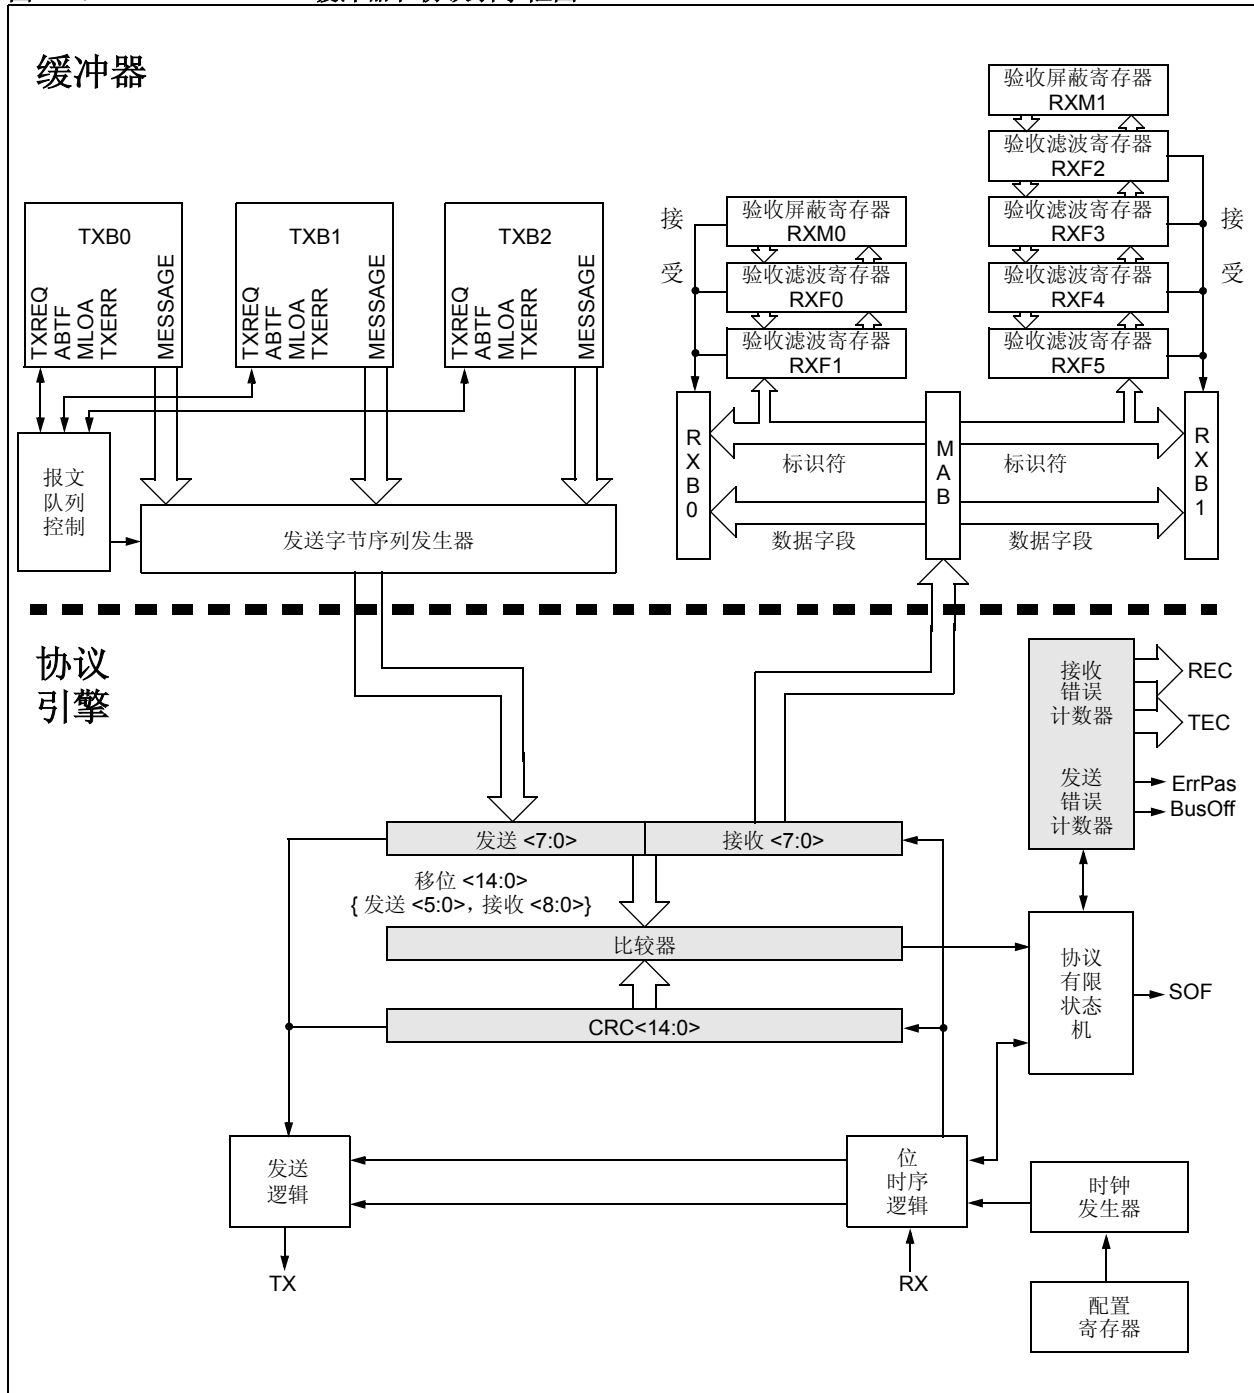 缓冲器
验收屏蔽寄存器
RXM1
验收滤波寄存器
RXF2
验收滤波寄存器
RXF3
验收滤波寄存器
RXF4
验收滤波寄存器
RXF5
接
受
验收屏蔽寄存器
RXM0
验收滤波寄存器
RXF0
验收滤波寄存器
RXF1
接
受
TXB0
TXREQ
ABTF
MLOA
TXERR
MESSAGE
TXB1
TXREQ
ABTF
MLOA
TXERR
MESSAGE
TXB2
TXREQ
ABTF
MLOA
TXERR
MESSAGE
报文
队列
控制
发送字节序列发生器
R
X
B
0
M
A
B
R
X
B
1
标识符
标识符
数据字段
数据字段
协议
引擎
接收
错误
计数器
发送
错误
计数器
REC
TEC
ErrPas
BusOff
发送 <7:0>
接收 <7:0>
移位 <14:0>
{ 发送 <5:0>, 接收 <8:0>}
比较器
CRC<14:0>
协议
有限
状态
机
SOF
发送
逻辑
位
时序
逻辑
时钟
发生器
TX
RX
配置
寄存器